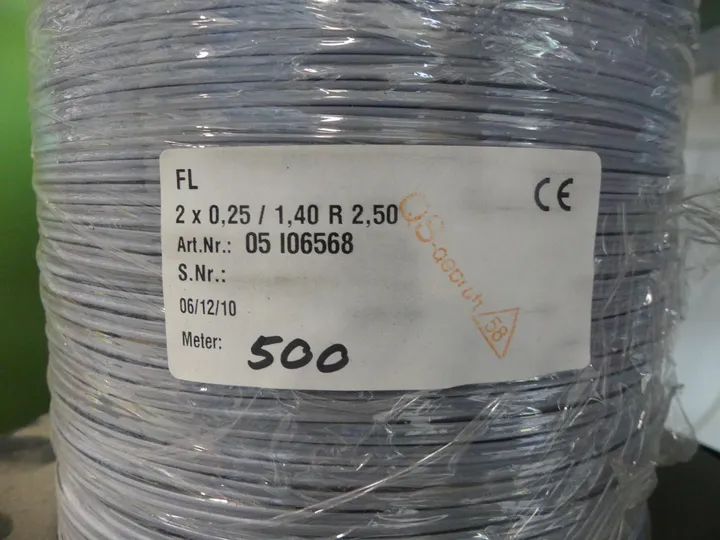 FL
CE
2 x 0,25 / 1,40 R 2,50
Art.Nr.: 05 I06568
S.Nr.:
06/12/10
Meter: 500
QS-geprüft 58